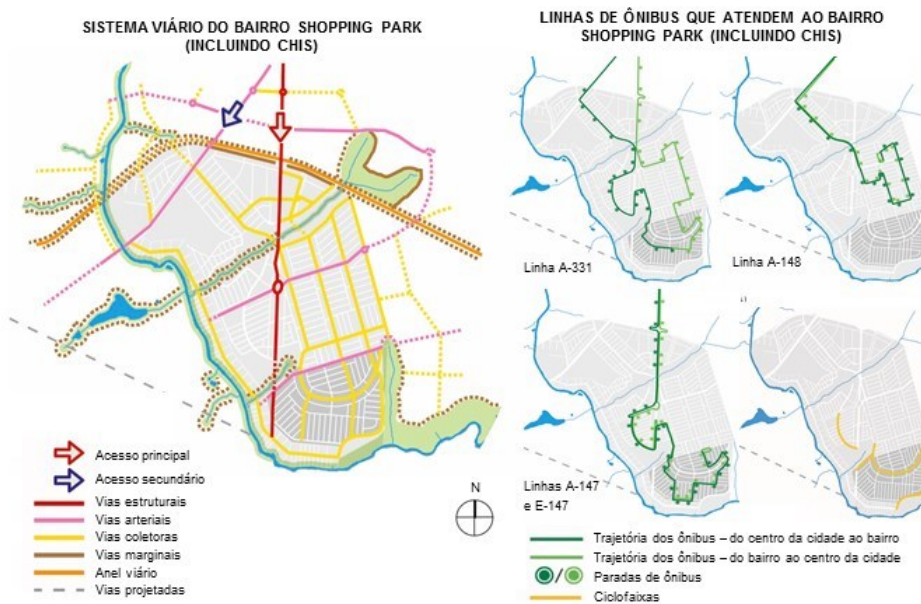 SISTEMA VIÁRIO DO BAIRRO SHOPPING PARK
(INCLUINDO CHIS)
Acesso principal
Acesso secundário
Vias estruturais
Vias arteriais
Vias coletoras
Vias marginais
Anel viário
Vias projetadas
N
LINHAS DE ÔNIBUS QUE ATENDEM AO BAIRRO
SHOPPING PARK (INCLUINDO CHIS)
Linha A-331
Linha A-148
Linhas A-147
e E-147
Trajetória dos ônibus – do centro da cidade ao bairro
Trajetória dos ônibus – do bairro ao centro da cidade
Paradas de ônibus
Ciclofaixas